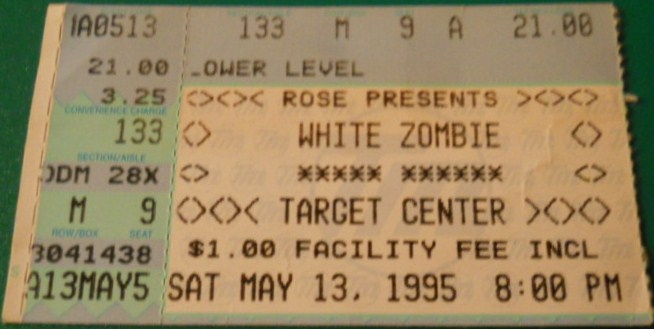 MA0513 133 M 9 A 21.00
21.00 LOWER LEVEL
3.25 <><>< ROSE PRESENTS ><><>
CONVENIENCE CHARGE
133 <> WHITE ZOMBIE <>
SECTION/AISLE
ODM 28X <> ***** ****** <>
M 9 <><>< TARGET CENTER ><><>
ROW/BOX SEAT
3041438 $1.00 FACILITY FEE INCL
A13MAY5 SAT MAY 13, 1995 8:00 PM